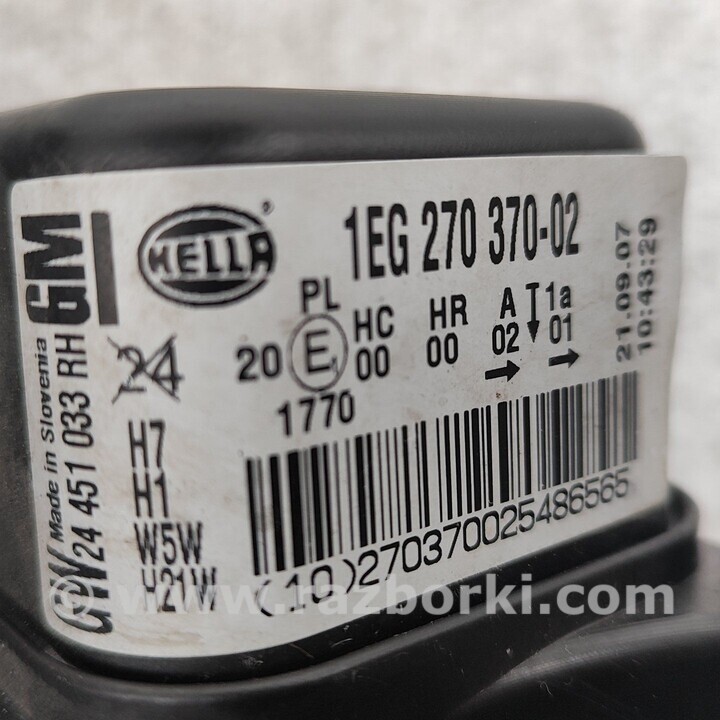 GM
HELLA
1EG 270 370-02
21.09.07
10:43:29
Made in Slovenia
24 451 033 RH
24
PL
20 E HC HR A 1a
00 00 02 01
1770
H7
H1
W5W
H21W
(10)270370025486565
© www.razborki.com